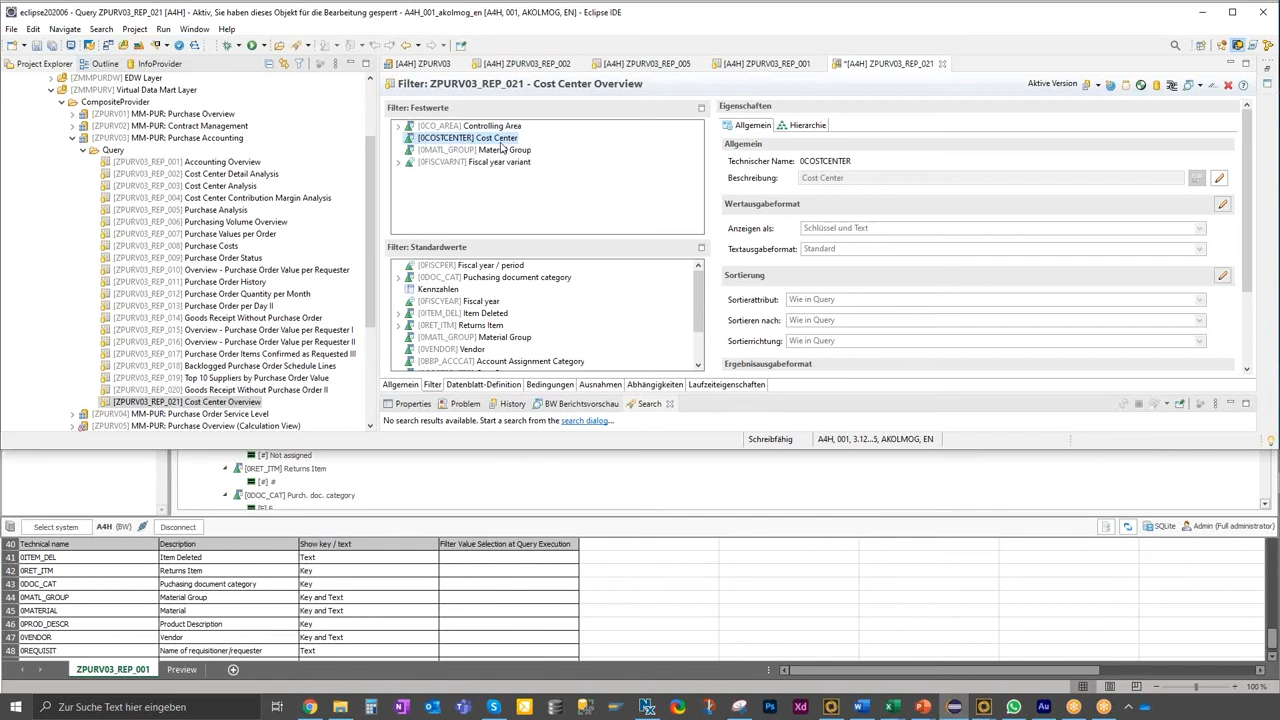 eclipse202006 - Query ZPURV03_REP_021 [A4H] - Aktiv, Sie haben dieses Objekt für die Bearbeitung gesperrt - A4H_001_akolmog_en [A4H, 001, AKOLMOG, EN] - Eclipse IDE
File Edit Navigate Search Project Run Window Help
Project Explorer Outline InfoProvider
[ZMMPURDW] EDW Layer
[ZMMPURVL] Virtual Data Mart Layer
CompositeProvider
[ZPURV01] MM-PUR: Purchase Overview
[ZPURV02] MM-PUR: Contract Management
[ZPURV03] MM-PUR: Purchase Accounting
Query
[ZPURV03_REP_001] Accounting Overview
[ZPURV03_REP_002] Cost Center Detail Analysis
[ZPURV03_REP_003] Cost Center Analysis
[ZPURV03_REP_004] Cost Center Contribution Margin Analysis
[ZPURV03_REP_005] Purchase Analysis
[ZPURV03_REP_006] Purchasing Volume Overview
[ZPURV03_REP_007] Purchase Values per Order
[ZPURV03_REP_008] Purchase Costs
[ZPURV03_REP_009] Purchase Order Status
[ZPURV03_REP_010] Overview - Purchase Order Value per Requester
[ZPURV03_REP_011] Purchase Order History
[ZPURV03_REP_012] Purchase Order Quantity per Month
[ZPURV03_REP_013] Purchase Order per Day II
[ZPURV03_REP_014] Goods Receipt Without Purchase Order
[ZPURV03_REP_015] Overview - Purchase Order Value per Requester I
[ZPURV03_REP_016] Overview - Purchase Order Value per Requester II
[ZPURV03_REP_017] Purchase Order Items Confirmed as Requested III
[ZPURV03_REP_018] Backlogged Purchase Order Schedule Lines
[ZPURV03_REP_019] Top 10 Suppliers by Purchase Order Value
[ZPURV03_REP_020] Goods Receipt Without Purchase Order II
[ZPURV03_REP_021] Cost Center Overview
[ZPURV04] MM-PUR: Purchase Order Service Level
[ZPURV05] MM-PUR: Purchase Overview (Calculation View)
[A4H] ZPURV03 [A4H] ZPURV03_REP_002 [A4H] ZPURV03_REP_005 [A4H] ZPURV03_REP_001 *[A4H] ZPURV03_REP_021
Filter: ZPURV03_REP_021 - Cost Center Overview
Aktive Version
Filter: Festwerte
[0CO_AREA] Controlling Area
[0COSTCENTER] Cost Center
[0MATL_GROUP] Material Group
[0FISCVARNT] Fiscal year variant
Filter: Standardwerte
[0FISCPER] Fiscal year / period
[0DOC_CAT] Puchasing document category
Kennzahlen
[0FISCYEAR] Fiscal year
[0ITEM_DEL] Item Deleted
[0RET_ITM] Returns Item
[0MATL_GROUP] Material Group
[0VENDOR] Vendor
[0BBP_ACCCAT] Account Assignment Category
Eigenschaften
Allgemein Hierarchie
Allgemein
Technischer Name: 0COSTCENTER
Beschreibung: Cost Center
Wertausgabeformat
Anzeigen als: Schlüssel und Text
Textausgabeformat: Standard
Sortierung
Sortierattribut: Wie in Query
Sortieren nach: Wie in Query
Sortierrichtung: Wie in Query
Ergebnisausgabeformat
Allgemein Filter Datenblatt-Definition Bedingungen Ausnahmen Abhängigkeiten Laufzeiteigenschaften
Properties Problem History BW Berichtsvorschau Search
No search results available. Start a search from the search dialog...
Schreibfähig A4H, 001, 3.12...5, AKOLMOG, EN
[#] Not assigned
[0RET_ITM] Returns Item
[#] #
[0DOC_CAT] Purch. doc. category
Select system A4H (BW) Disconnect SQLite Admin (Full administrator)
40 Technical name Description Show key / text Filter Value Selection at Query Execution
41 0ITEM_DEL Item Deleted Text
42 0RET_ITM Returns Item Key
43 0DOC_CAT Puchasing document category Key
44 0MATL_GROUP Material Group Key and Text
45 0MATERIAL Material Key and Text
46 0PROD_DESCR Product Description Key
47 0VENDOR Vendor Key and Text
48 0REQUISIT Name of requisitioner/requester Text
ZPURV03_REP_001 Preview
100 %
Zur Suche Text hier eingeben